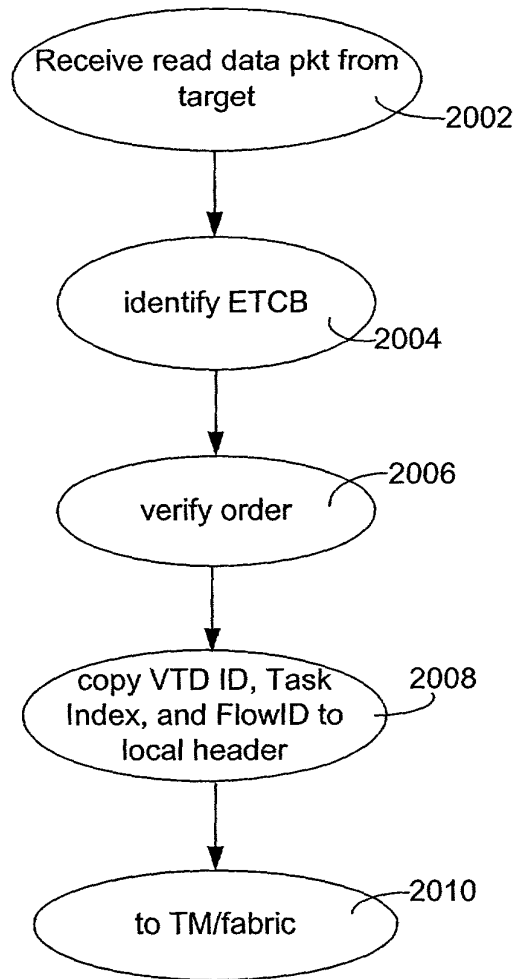 Receive read data pkt from
target
2002
identify ETCB
2004
2006
verify order
copy VTD ID, Task
Index, and FlowID to
local header
2008
2010
to TM/fabric